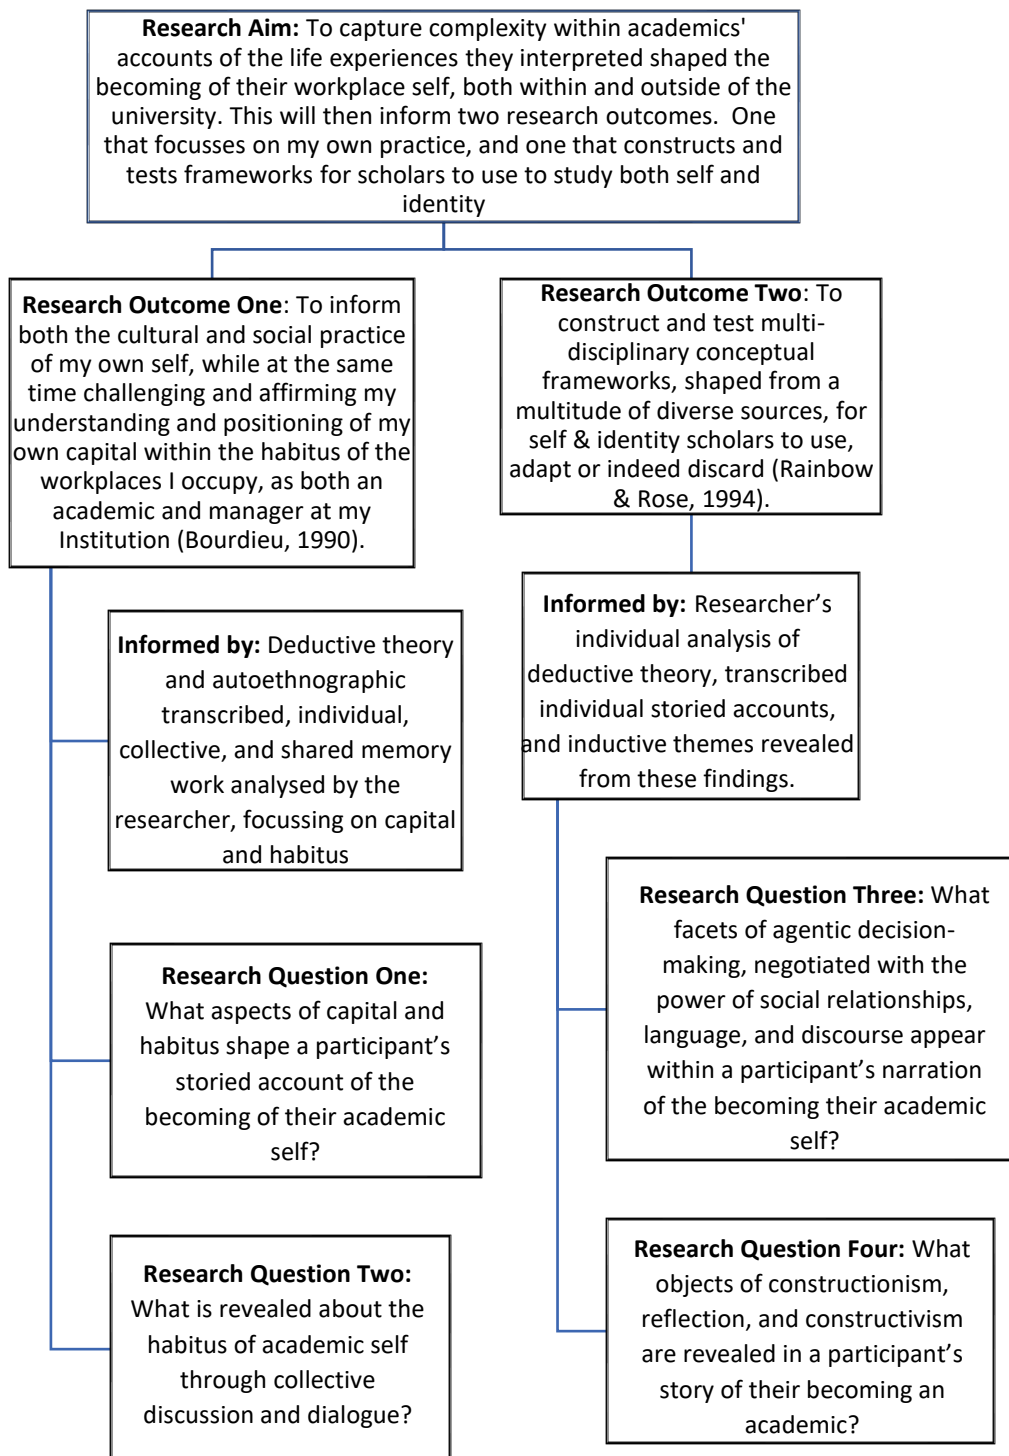 Research Aim: To capture complexity within academics'
accounts of the life experiences they interpreted shaped the
becoming of their workplace self, both within and outside of the
university. This will then inform two research outcomes. One
that focusses on my own practice, and one that constructs and
tests frameworks for scholars to use to study both self and
identity
Research Outcome One: To inform
both the cultural and social practice
of my own self, while at the same
time challenging and affirming my
understanding and positioning of my
own capital within the habitus of the
workplaces I occupy, as both an
academic and manager at my
Institution (Bourdieu, 1990).
Research Outcome Two: To
construct and test multi-
disciplinary conceptual
frameworks, shaped from a
multitude of diverse sources, for
self & identity scholars to use,
adapt or indeed discard (Rainbow
& Rose, 1994).
Informed by: Deductive theory
and autoethnographic
transcribed, individual,
collective, and shared memory
work analysed by the
researcher, focussing on capital
and habitus
Informed by: Researcher’s
individual analysis of
deductive theory, transcribed
individual storied accounts,
and inductive themes revealed
from these findings.
Research Question One:
What aspects of capital and
habitus shape a participant’s
storied account of the
becoming of their academic
self?
Research Question Three: What
facets of agentic decision-
making, negotiated with the
power of social relationships,
language, and discourse appear
within a participant’s narration
of the becoming their academic
self?
Research Question Two:
What is revealed about the
habitus of academic self
through collective
discussion and dialogue?
Research Question Four: What
objects of constructionism,
reflection, and constructivism
are revealed in a participant’s
story of their becoming an
academic?